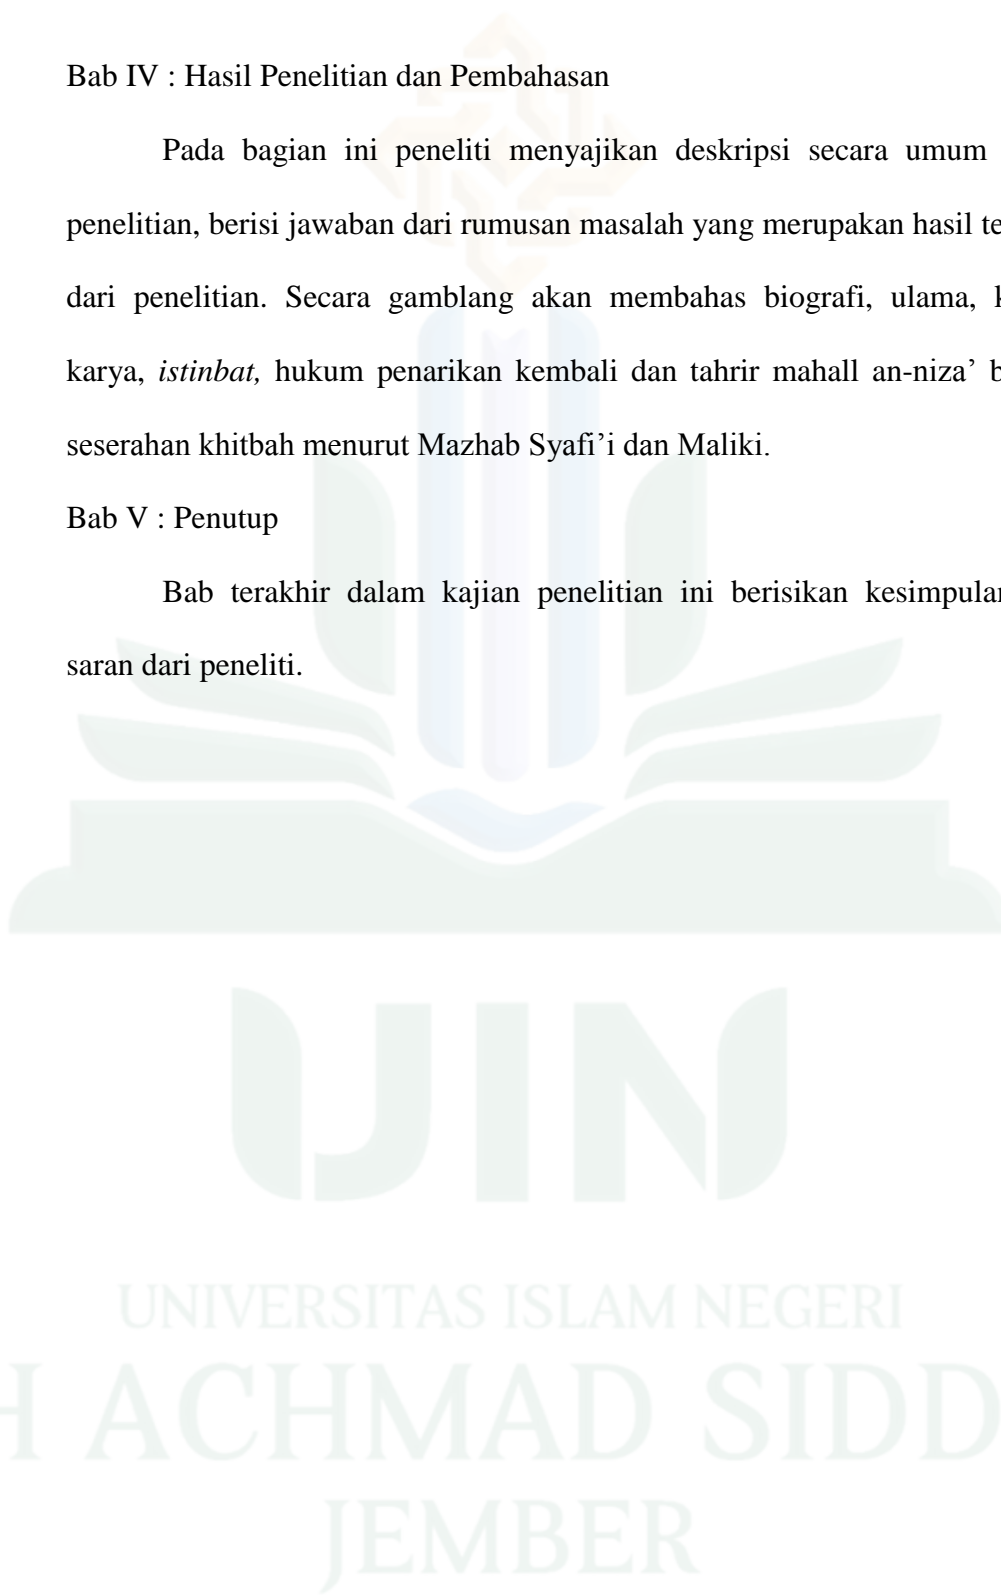 Bab IV : Hasil Penelitian dan Pembahasan
Pada bagian ini peneliti menyajikan deskripsi secara umum
penelitian, berisi jawaban dari rumusan masalah yang merupakan hasil te
dari penelitian. Secara gamblang akan membahas biografi, ulama, k
karya, istinbat, hukum penarikan kembali dan tahrir mahall an-niza’ b
seserahan khitbah menurut Mazhab Syafi’i dan Maliki.
Bab V : Penutup
Bab terakhir dalam kajian penelitian ini berisikan kesimpulan
saran dari peneliti.
UIN
UNIVERSITAS ISLAM NEGERI
H ACHMAD SIDD
JEMBER